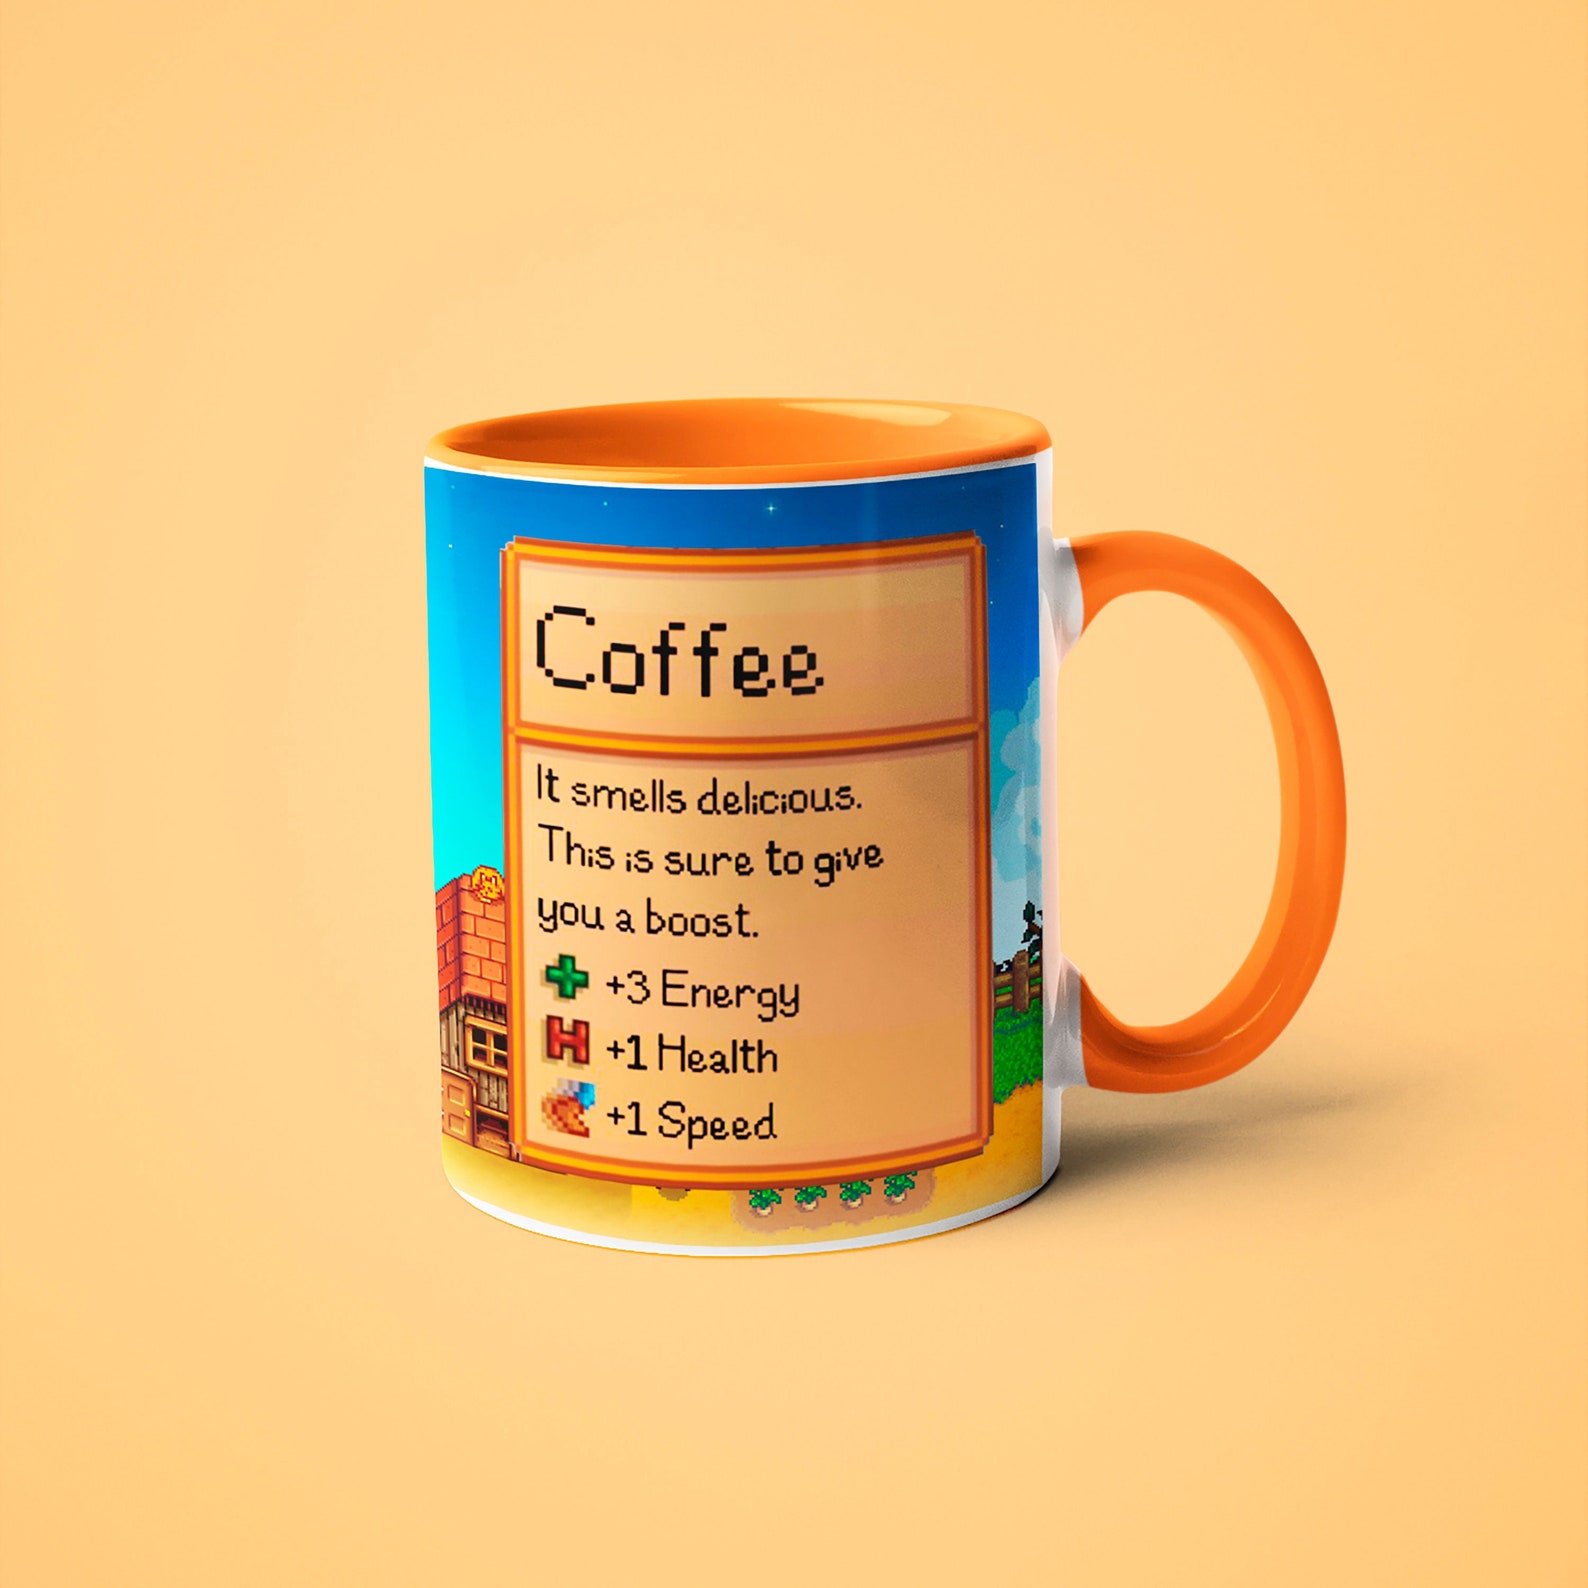 Coffee
It smells delicious.
This is sure to give
you a boost.
+3 Energy
+1 Health
+1 Speed